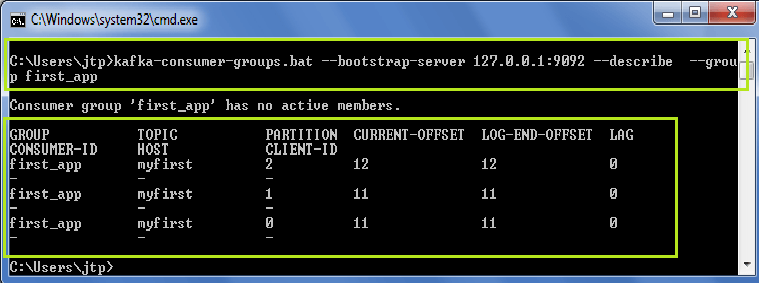 C:\Windows\system32\cmd.exe
C:\Users\jtp>kafka-consumer-groups.bat --bootstrap-server 127.0.0.1:9092 --describe  --grou
p first_app
Consumer group 'first_app' has no active members.
GROUP TOPIC PARTITION CURRENT-OFFSET LOG-END-OFFSET LAG
CONSUMER-ID HOST CLIENT-ID
first_app myfirst 2 12 12 0
- - -
first_app myfirst 1 11 11 0
- - -
first_app myfirst 0 11 11 0
- - -
C:\Users\jtp>